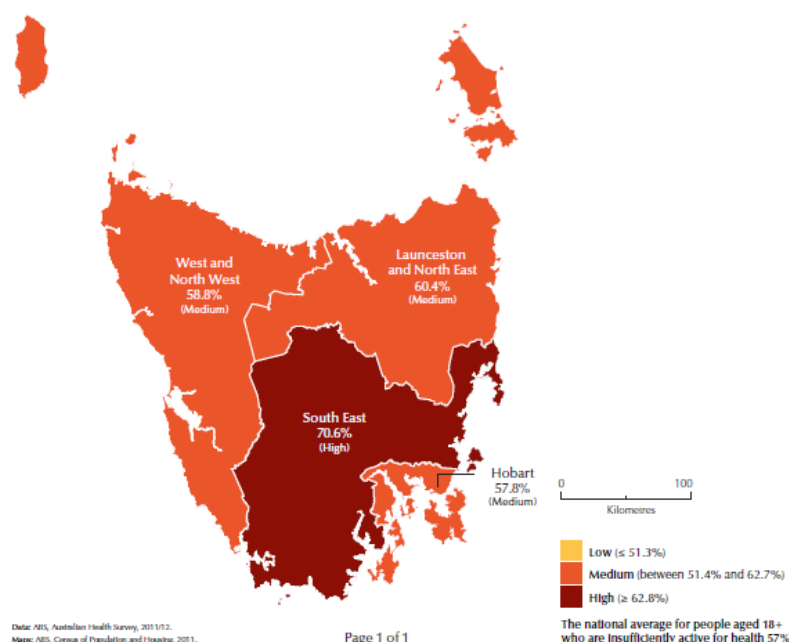 West and
North West
58.8%
(Medium)
Launceston
and North East
60.4%
(Medium)
South East
70.6%
(High)
Hobart
57.8%
(Medium)
0 100
Kilometres
Low (≤ 51.3%)
Medium (between 51.4% and 62.7%)
High (≥ 62.8%)
The national average for people aged 18+
who are insufficiently active for health 57%
Data: ABS, Australian Health Survey, 2011/12.
Maps: ABS, Census of Population and Housing, 2011.
Page 1 of 1